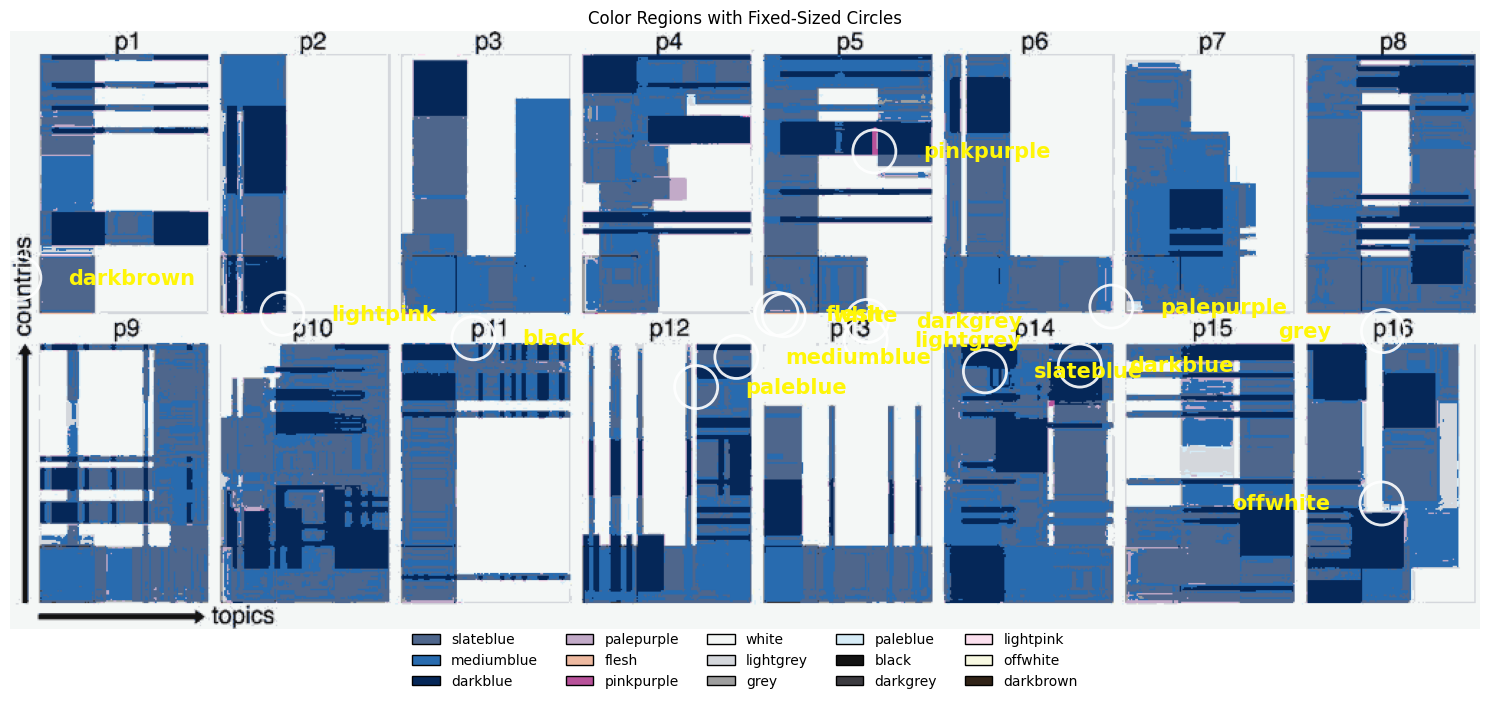 Color Regions with Fixed-Sized Circles
p1 p2 p3 p4 p5 p6 p7 p8
pinkpurple
countries
darkbrown
palepurple
lightpink
white
darkgrey
p9 p10 p11 p12 p13 p14 p15 p16
grey
black
lightgrey
mediumblue
slateblue
darkblue
paleblue
offwhite
topics
slateblue palepurple white paleblue lightpink
mediumblue flesh lightgrey black offwhite
darkblue pinkpurple grey darkgrey darkbrown